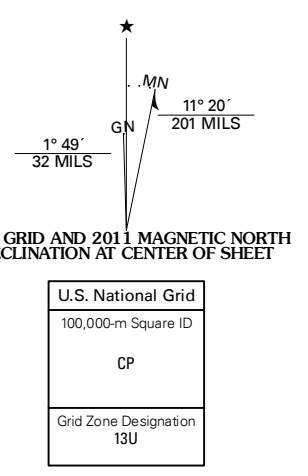 ★
MN
GN
11° 20´
201 MILS
1° 49´
32 MILS
GRID AND 2011 MAGNETIC NORTH
CLINATION AT CENTER OF SHEET
U.S. National Grid
100,000-m Square ID
CP
Grid Zone Designation
13U